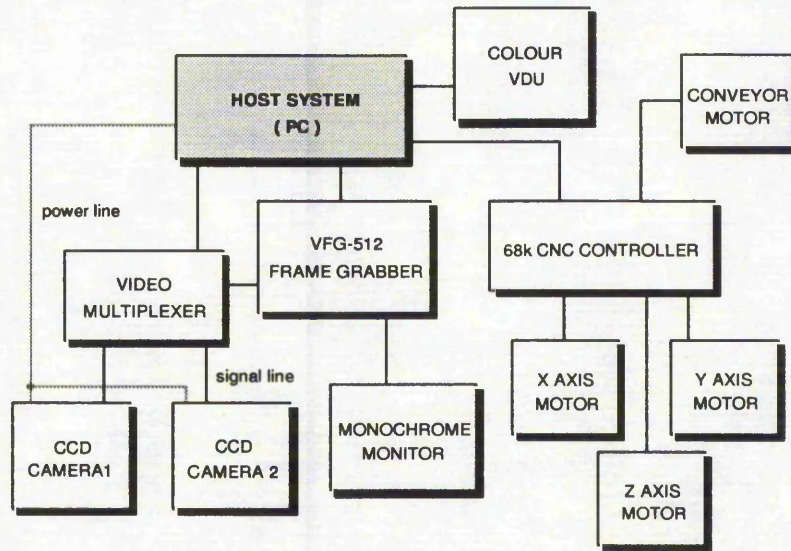 COLOUR
VDU
HOST SYSTEM
( PC )
CONVEYOR
MOTOR
power line
VFG-512
FRAME GRABBER
68k CNC CONTROLLER
VIDEO
MULTIPLEXER
signal line
X AXIS
MOTOR
Y AXIS
MOTOR
CCD
CAMERA1
CCD
CAMERA 2
MONOCHROME
MONITOR
Z AXIS
MOTOR